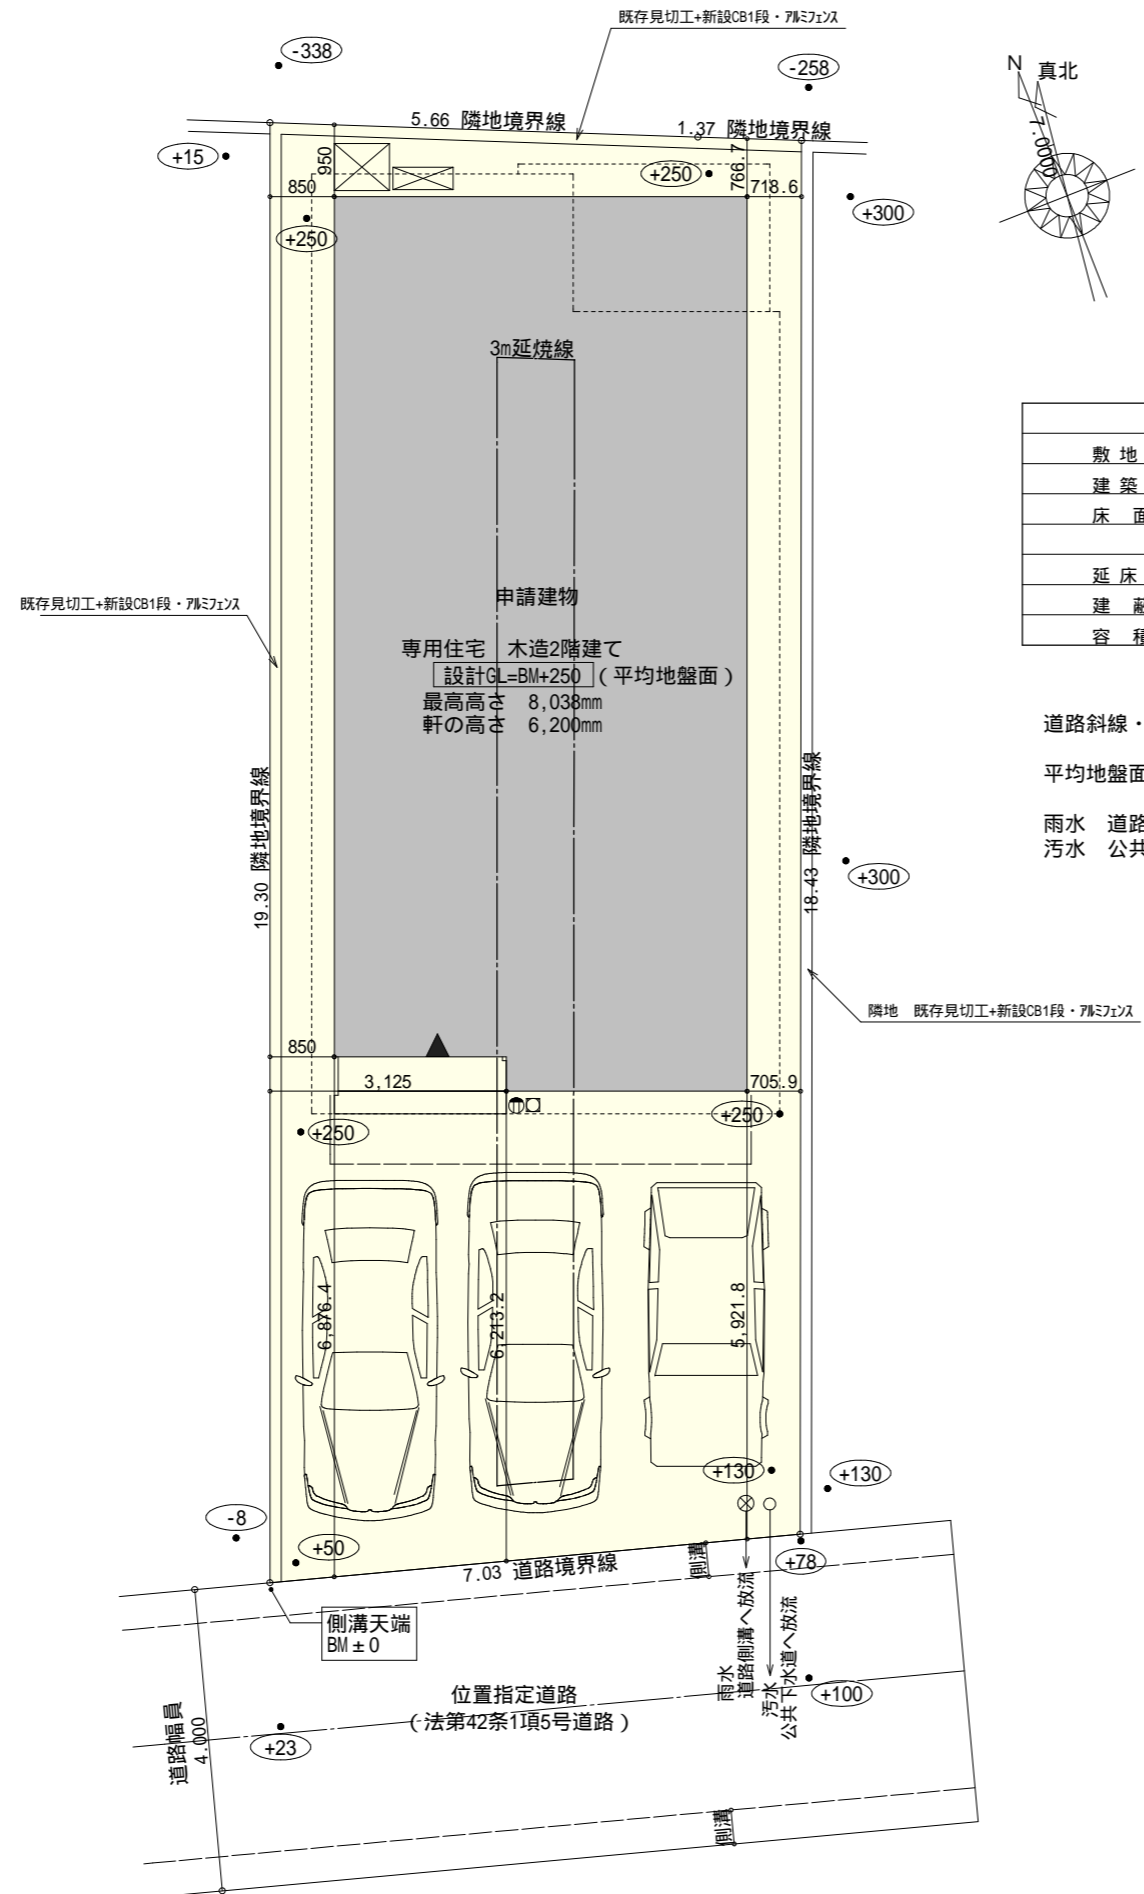 既存見切工+新設CB1段・アルミフェンス
-338
-258
N 真北
7.0000
5.66 隣地境界線
1.37 隣地境界線
+15
950
766.7
+250
850
718.6
+300
+250
3m延焼線
敷 地
建 築
床 面
延 床
建 蔽
容 積
申請建物
既存見切工+新設CB1段・アルミフェンス
専用住宅 木造2階建て
設計GL=BM+250 (平均地盤面)
最高高さ 8,038mm
軒の高さ 6,200mm
道路斜線・
平均地盤面
雨水 道路
汚水 公共
19.30 隣地境界線
18.43 隣地境界線
+300
隣地 既存見切工+新設CB1段・アルミフェンス
850
3,125
705.9
+250
+250
6,876.4
6,213.2
5,921.8
+130
+130
-8
+50
+78
7.03 道路境界線
側溝
側溝天端
BM±0
雨水
道路側溝へ放流
汚水
公共下水道へ放流
位置指定道路
(法第42条1項5号道路)
+100
+23
道路幅員
4.000
側溝